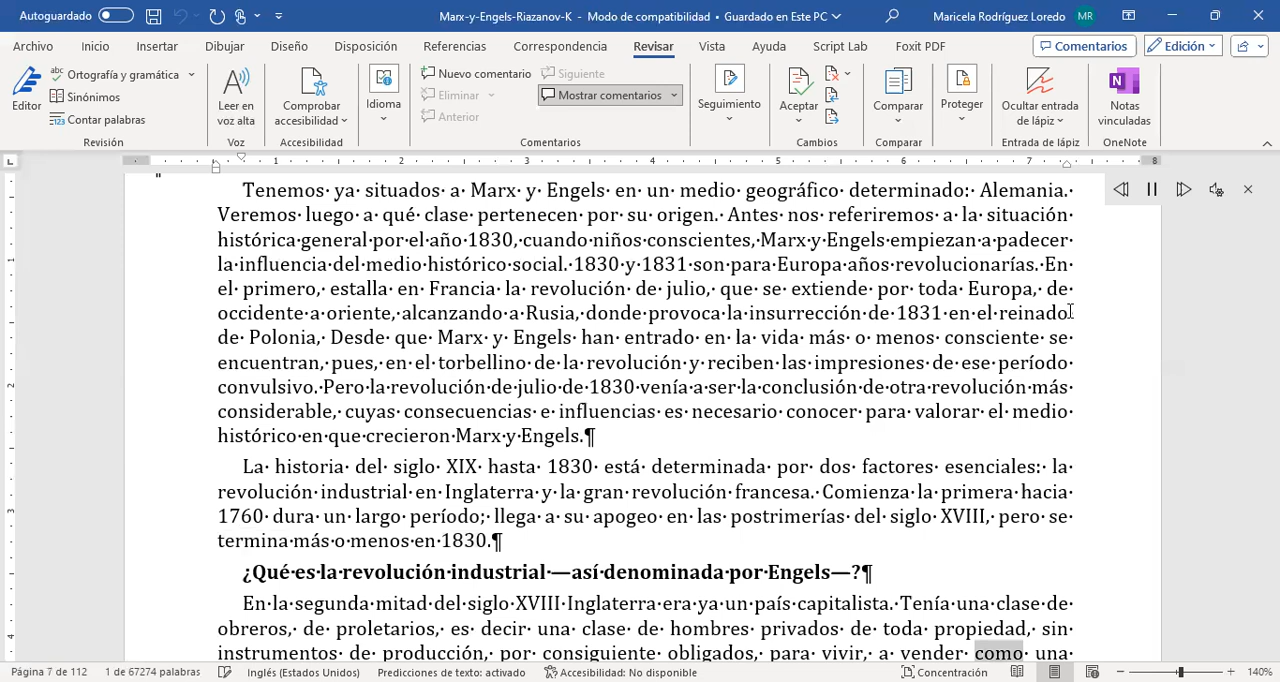 Autoguardado Marx-y-Engels-Riazanov-K - Modo de compatibilidad • Guardado en Este PC Maricela Rodríguez Loredo MR
Archivo Inicio Insertar Dibujar Diseño Disposición Referencias Correspondencia Revisar Vista Ayuda Script Lab Foxit PDF Comentarios Edición
abc Ortografía y gramática Nuevo comentario Siguiente
Sinónimos Eliminar Mostrar comentarios
123 Contar palabras Anterior
Editor Leer en voz alta Comprobar accesibilidad Idioma Seguimiento Aceptar Comparar Proteger Ocultar entrada de lápiz Notas vinculadas
Revisión Voz Accesibilidad Comentarios Cambios Comparar Entrada de lápiz OneNote
1 2 3 4 5 6 7 8
Tenemos ya situados a Marx y Engels en un medio geográfico determinado: Alemania.
Veremos luego a qué clase pertenecen por su origen. Antes nos referiremos a la situación
histórica general por el año 1830, cuando niños conscientes, Marx y Engels empiezan a padecer
la influencia del medio histórico social. 1830 y 1831 son para Europa años revolucionarías. En
el primero, estalla en Francia la revolución de julio, que se extiende por toda Europa, de
occidente a oriente, alcanzando a Rusia, donde provoca la insurrección de 1831 en el reinado
de Polonia, Desde que Marx y Engels han entrado en la vida más o menos consciente se
encuentran, pues, en el torbellino de la revolución y reciben las impresiones de ese período
convulsivo. Pero la revolución de julio de 1830 venía a ser la conclusión de otra revolución más
considerable, cuyas consecuencias e influencias es necesario conocer para valorar el medio
histórico en que crecieron Marx y Engels.¶
La historia del siglo XIX hasta 1830 está determinada por dos factores esenciales: la
revolución industrial en Inglaterra y la gran revolución francesa. Comienza la primera hacia
1760 dura un largo período; llega a su apogeo en las postrimerías del siglo XVIII, pero se
termina más o menos en 1830.¶
¿Qué es la revolución industrial —así denominada por Engels—?¶
En la segunda mitad del siglo XVIII Inglaterra era ya un país capitalista. Tenía una clase de
obreros, de proletarios, es decir una clase de hombres privados de toda propiedad, sin
instrumentos de producción, por consiguiente obligados, para vivir, a vender como una
1 2 3 4
Página 7 de 112 1 de 67274 palabras Inglés (Estados Unidos) Predicciones de texto: activado Accesibilidad: No disponible Concentración 140%